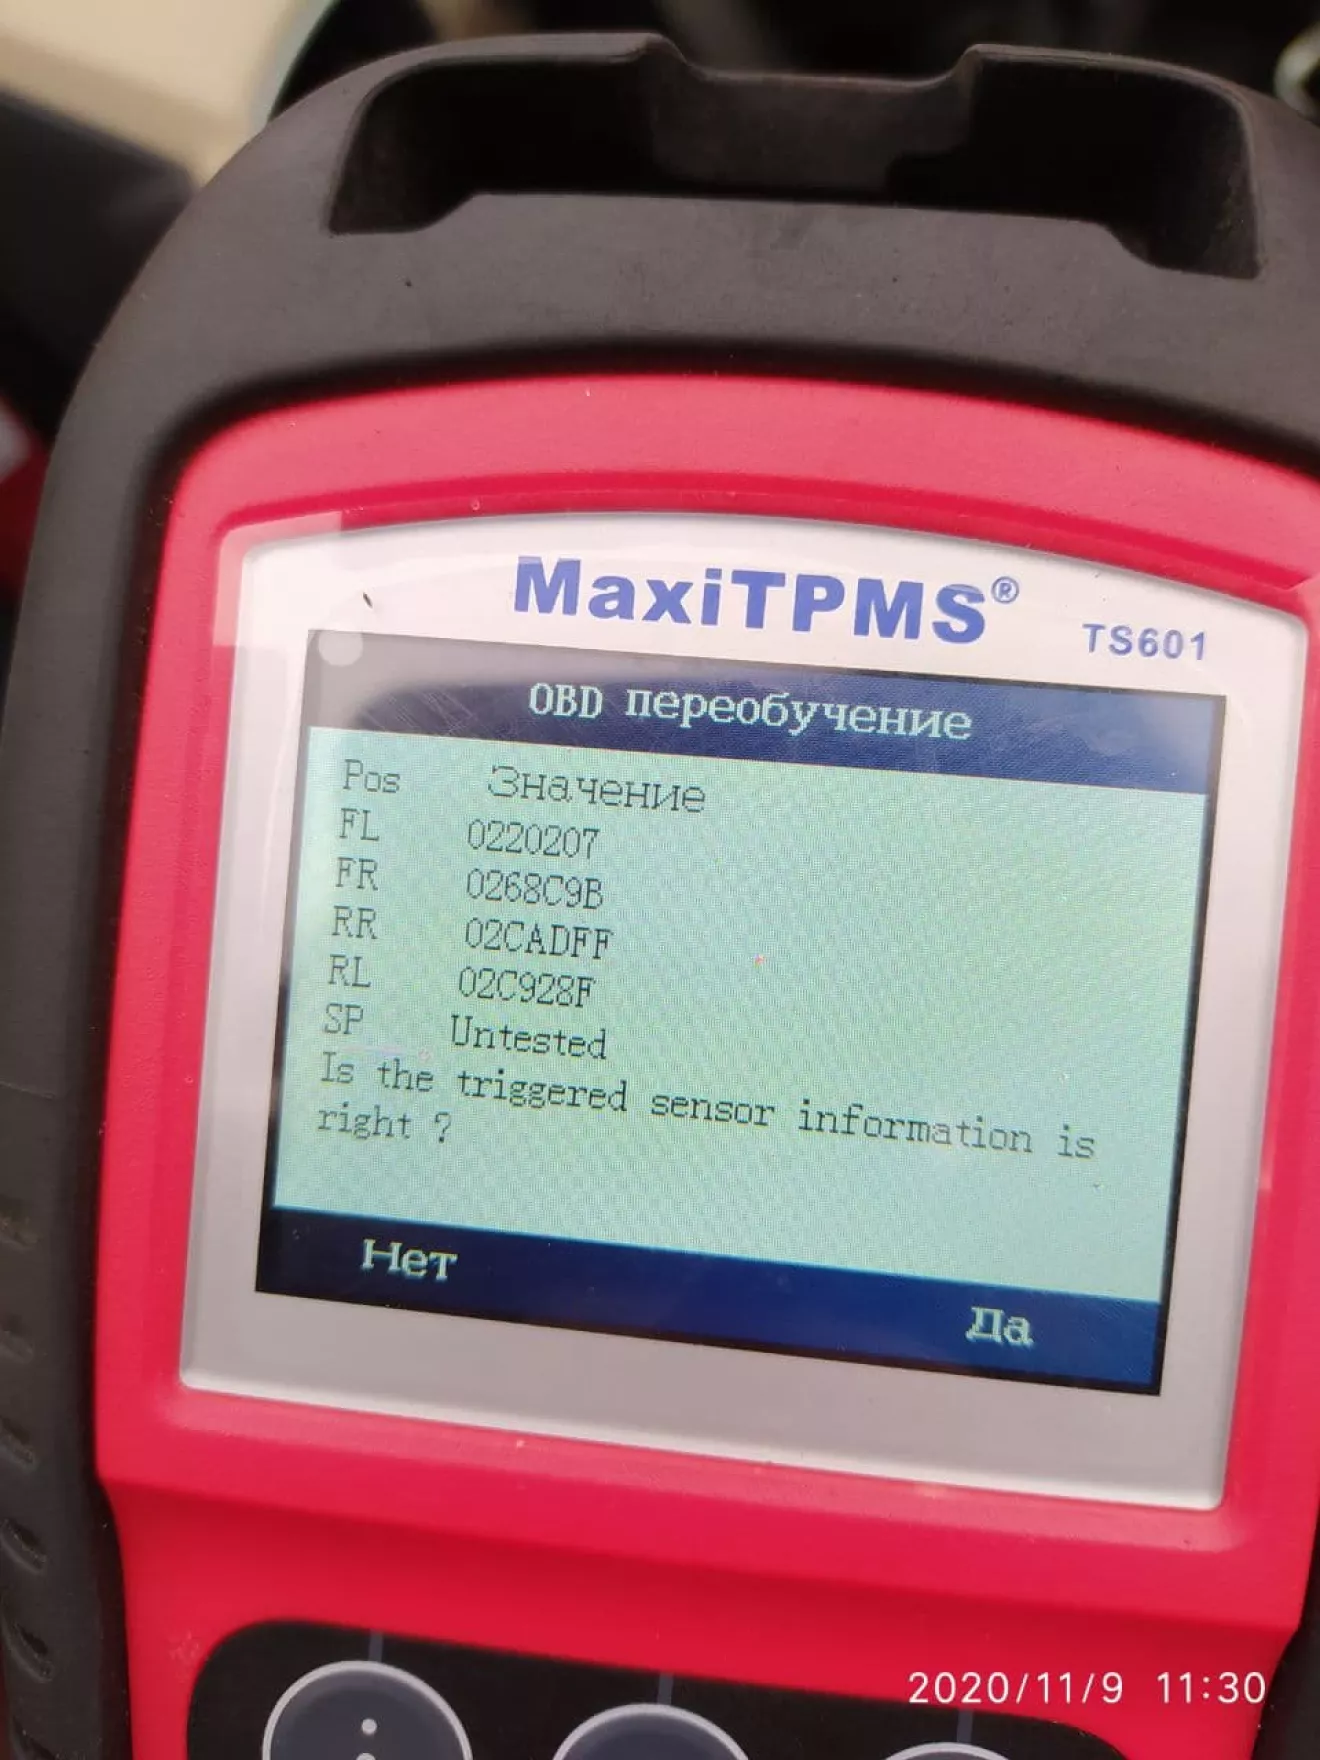 MaxiTPMS®
TS601
OBD переобучение
Pos Значение
FL 0220207
FR 0268C9B
RR 02CADFF
RL 02C928F
SP Untested
Is the triggered sensor information is
right ?
Нет Да
2020/11/9 11:30